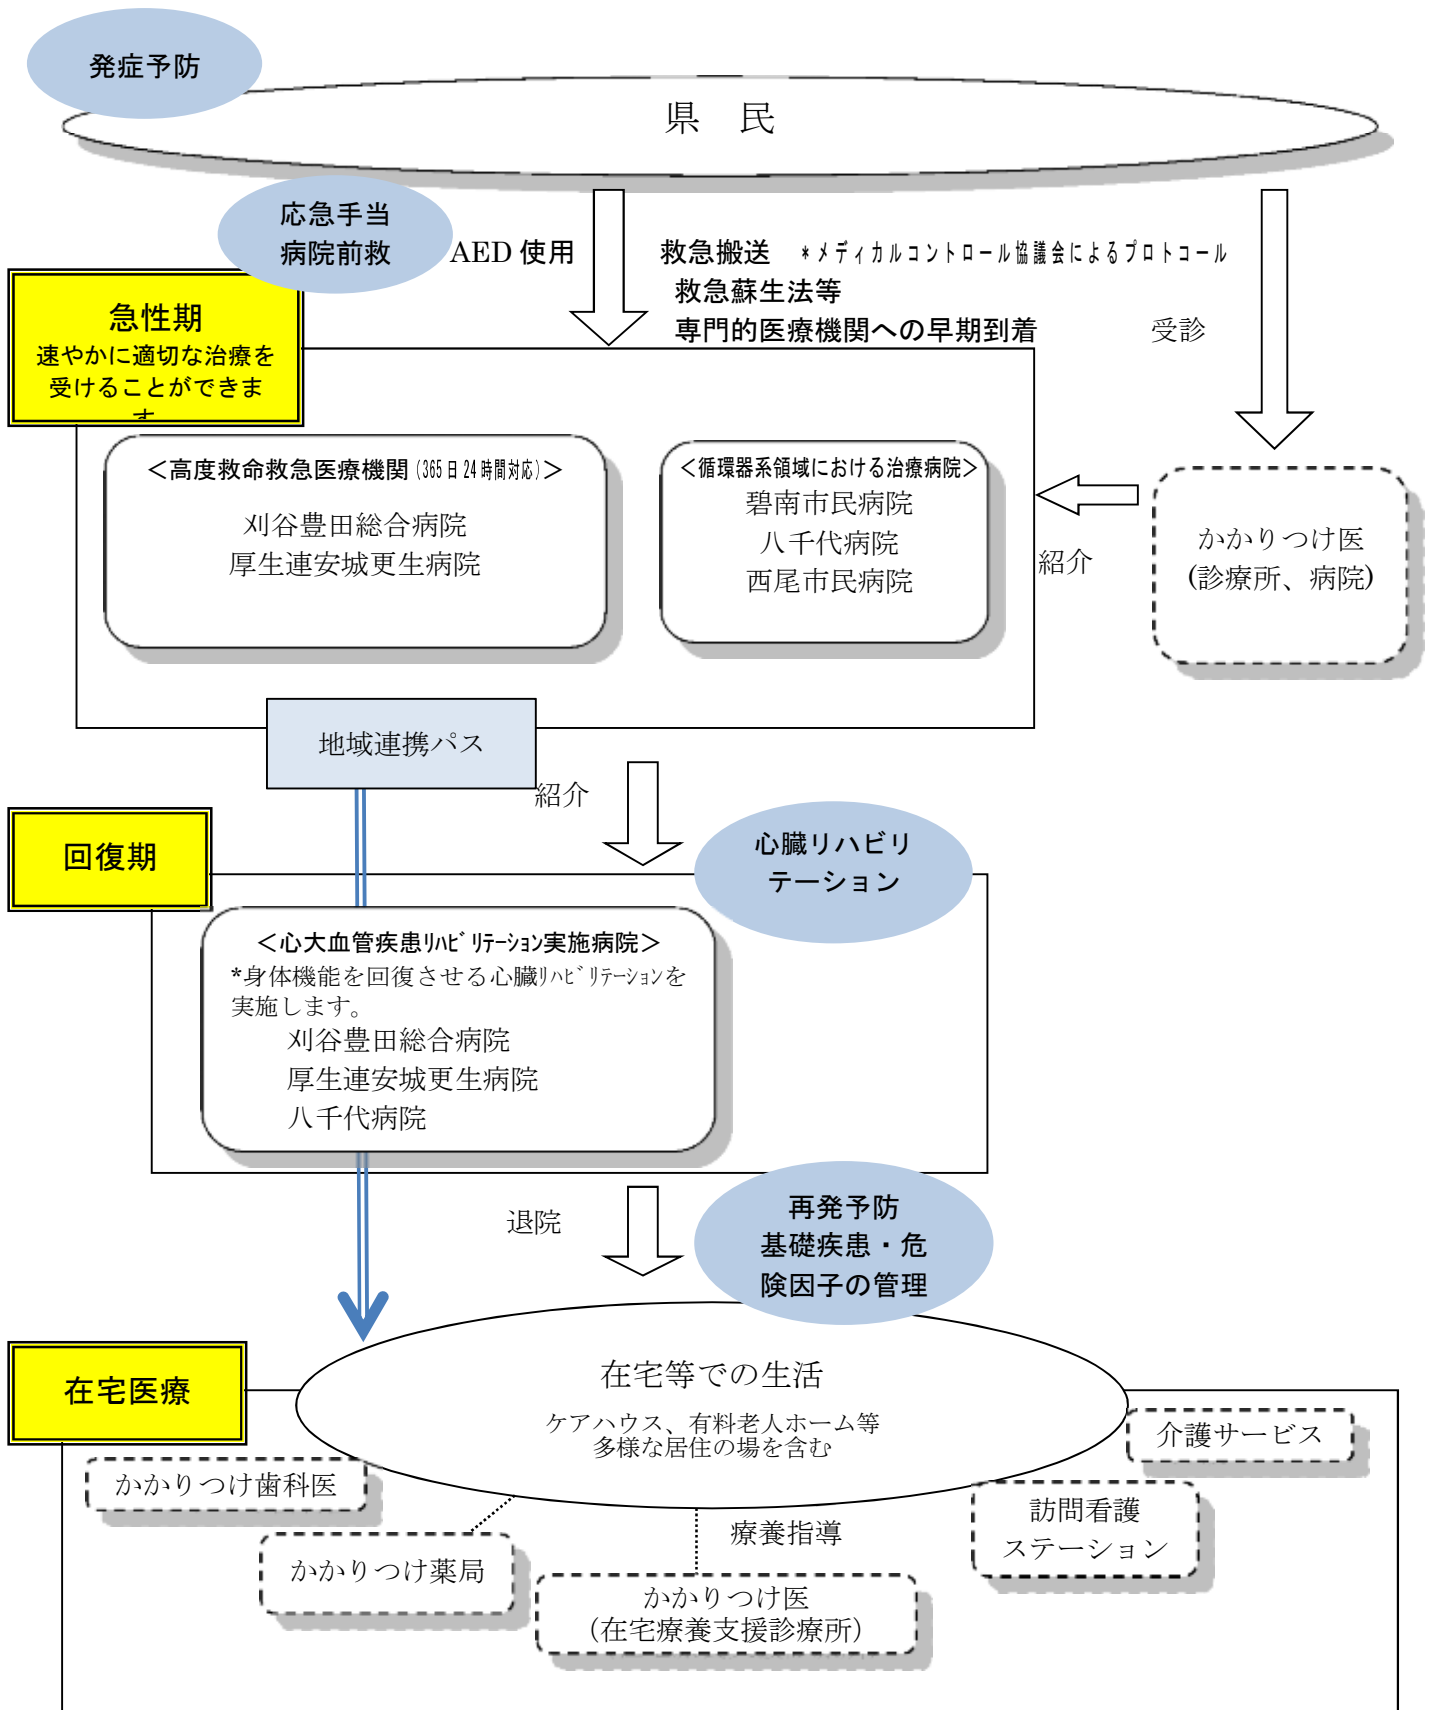 発症予防
県　民
応急手当
病院前救
AED 使用
救急搬送　*メディカルコントロール協議会によるプロトコール
救急蘇生法等
専門的医療機関への早期到着
受診
急性期
速やかに適切な治療を
受けることができま
す
＜高度救命救急医療機関(365日24時間対応)＞
刈谷豊田総合病院
厚生連安城更生病院
＜循環器系領域における治療病院＞
碧南市民病院
八千代病院
西尾市民病院
紹介
かかりつけ医
(診療所、病院)
地域連携パス
紹介
回復期
心臓リハビリ
テーション
＜心大血管疾患ﾘﾊﾋﾞﾘﾃｰｼｮﾝ実施病院＞
*身体機能を回復させる心臓ﾘﾊﾋﾞﾘﾃｰｼｮﾝを
実施します。
刈谷豊田総合病院
厚生連安城更生病院
八千代病院
退院
再発予防
基礎疾患・危
険因子の管理
在宅医療
在宅等での生活
ケアハウス、有料老人ホーム等
多様な居住の場を含む
介護サービス
かかりつけ歯科医
訪問看護
ステーション
療養指導
かかりつけ薬局
かかりつけ医
(在宅療養支援診療所)